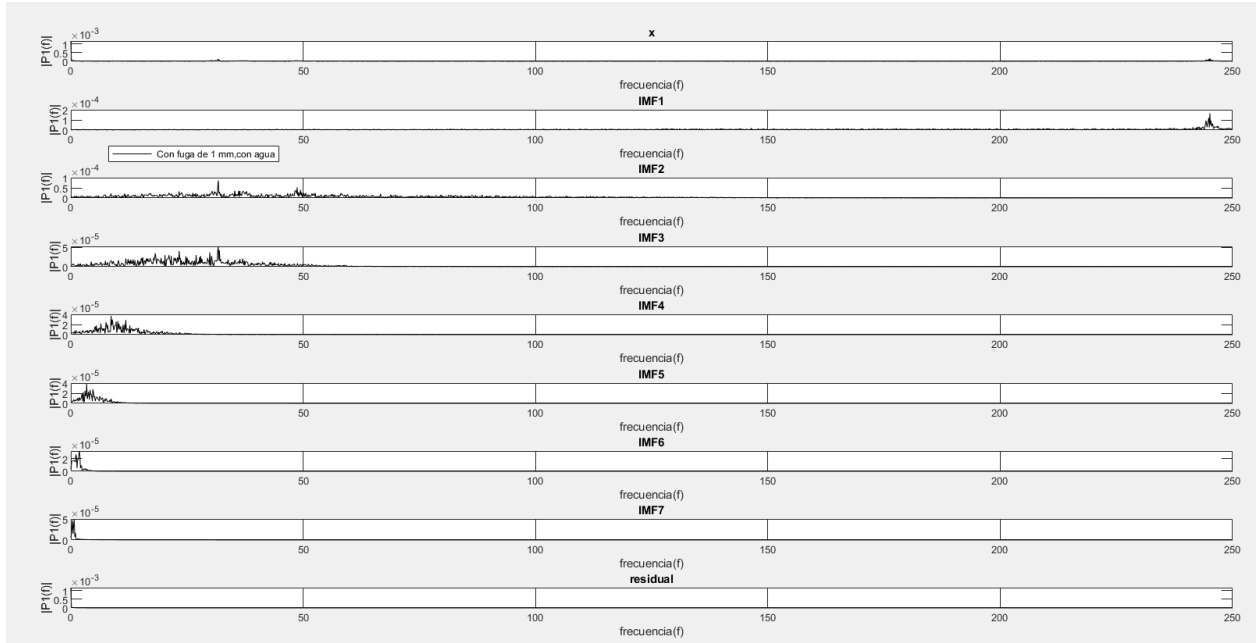 x
×10-3
|P1(f)|
1
0.5
0
0 50 100 150 200 250
frecuencia(f)
IMF1
×10-4
|P1(f)|
2
1
0
0 50 100 150 200 250
frecuencia(f)
Con fuga de 1 mm,con agua
IMF2
×10-4
|P1(f)|
1
0.5
0
0 50 100 150 200 250
frecuencia(f)
IMF3
×10-5
|P1(f)|
5
0
0 50 100 150 200 250
frecuencia(f)
IMF4
×10-5
|P1(f)|
4
2
0
0 50 100 150 200 250
frecuencia(f)
IMF5
×10-5
|P1(f)|
4
2
0
0 50 100 150 200 250
frecuencia(f)
IMF6
×10-5
|P1(f)|
2
0
0 50 100 150 200 250
frecuencia(f)
IMF7
×10-5
|P1(f)|
5
0
0 50 100 150 200 250
frecuencia(f)
residual
×10-3
|P1(f)|
1
0.5
0
0 50 100 150 200 250
frecuencia(f)